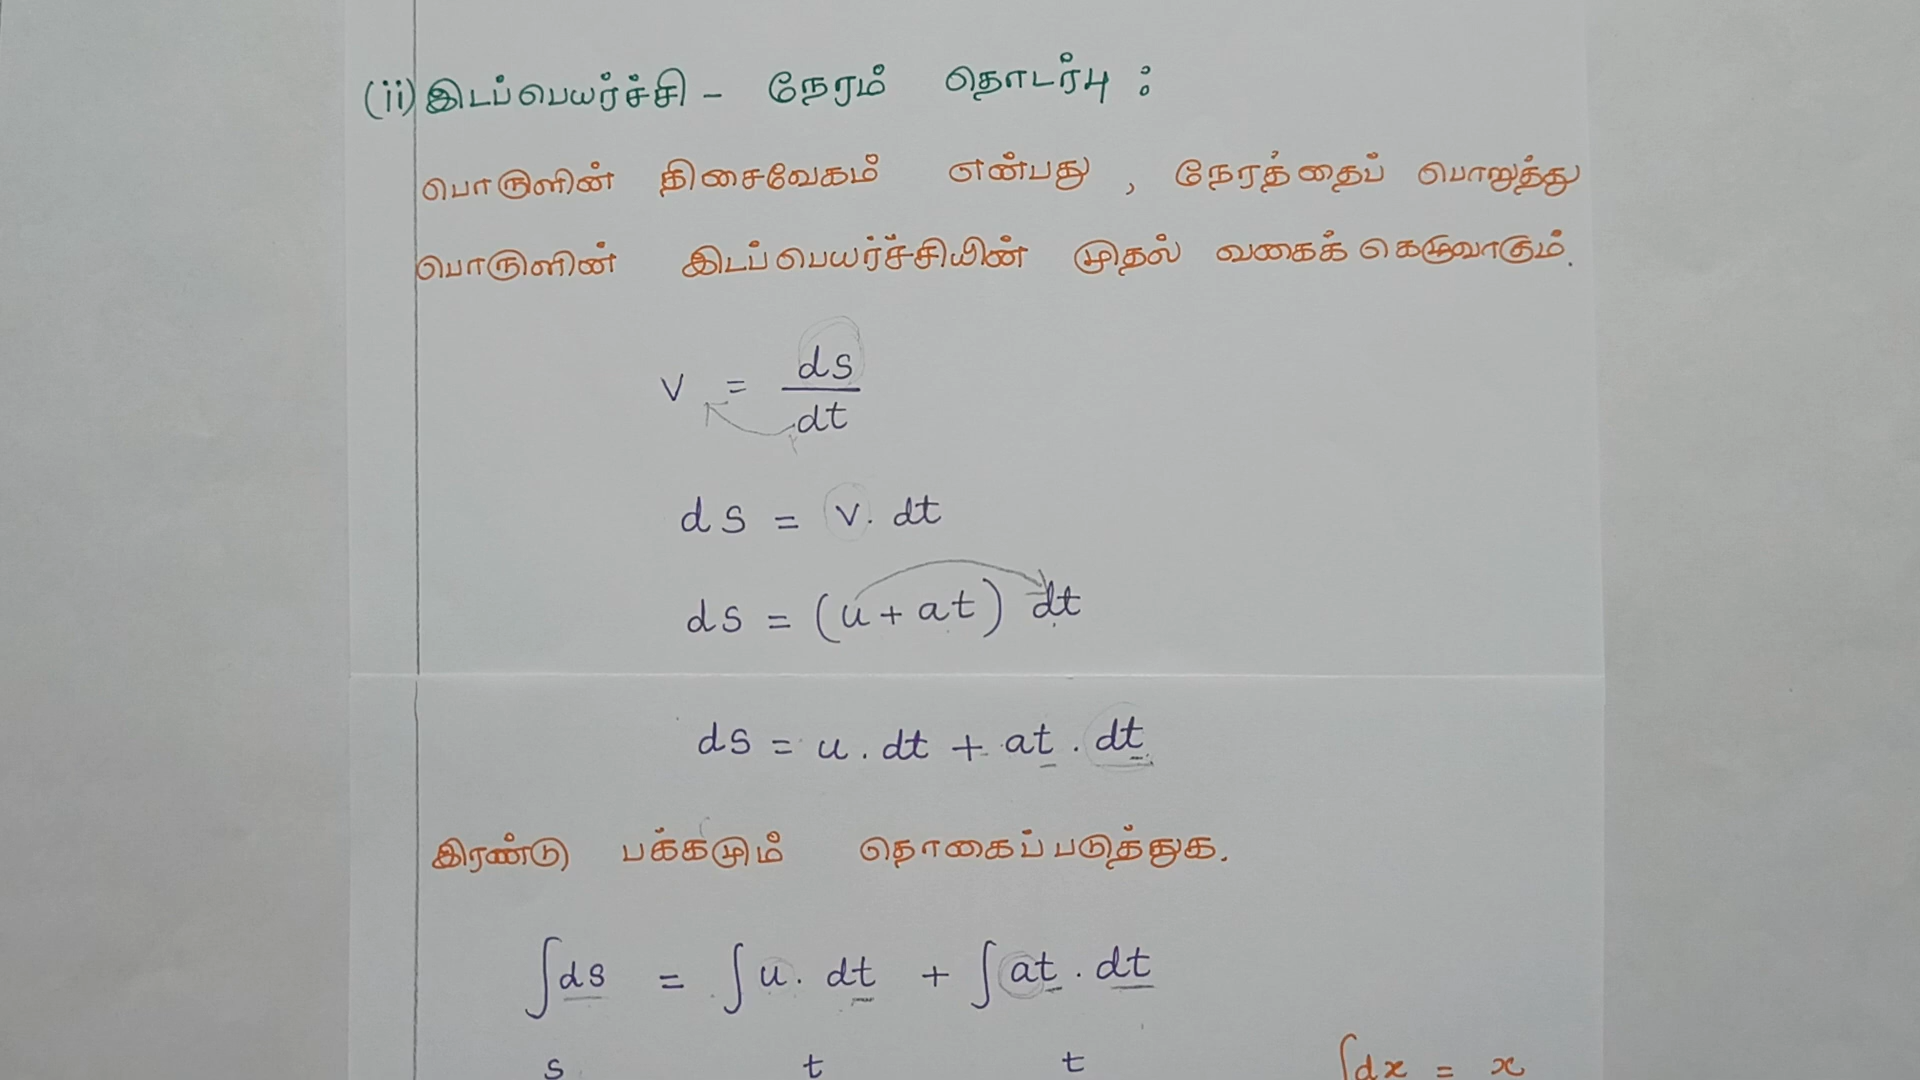 (ii) இடப்பெயர்ச்சி - நேரம் தொடர்பு :
பொருளின் திசைவேகம் என்பது , நேரத்தைப் பொறுத்து
பொருளின் இடப்பெயர்ச்சியின் முதல் வகைக் கெழுவாகும்.
v = ds/dt
ds = v. dt
ds = (u + at) dt
ds = u . dt + at . dt
இரண்டு பக்கமும் தொகைப்படுத்துக.
∫ds = ∫u . dt + ∫at . dt
s t t ∫dx = x